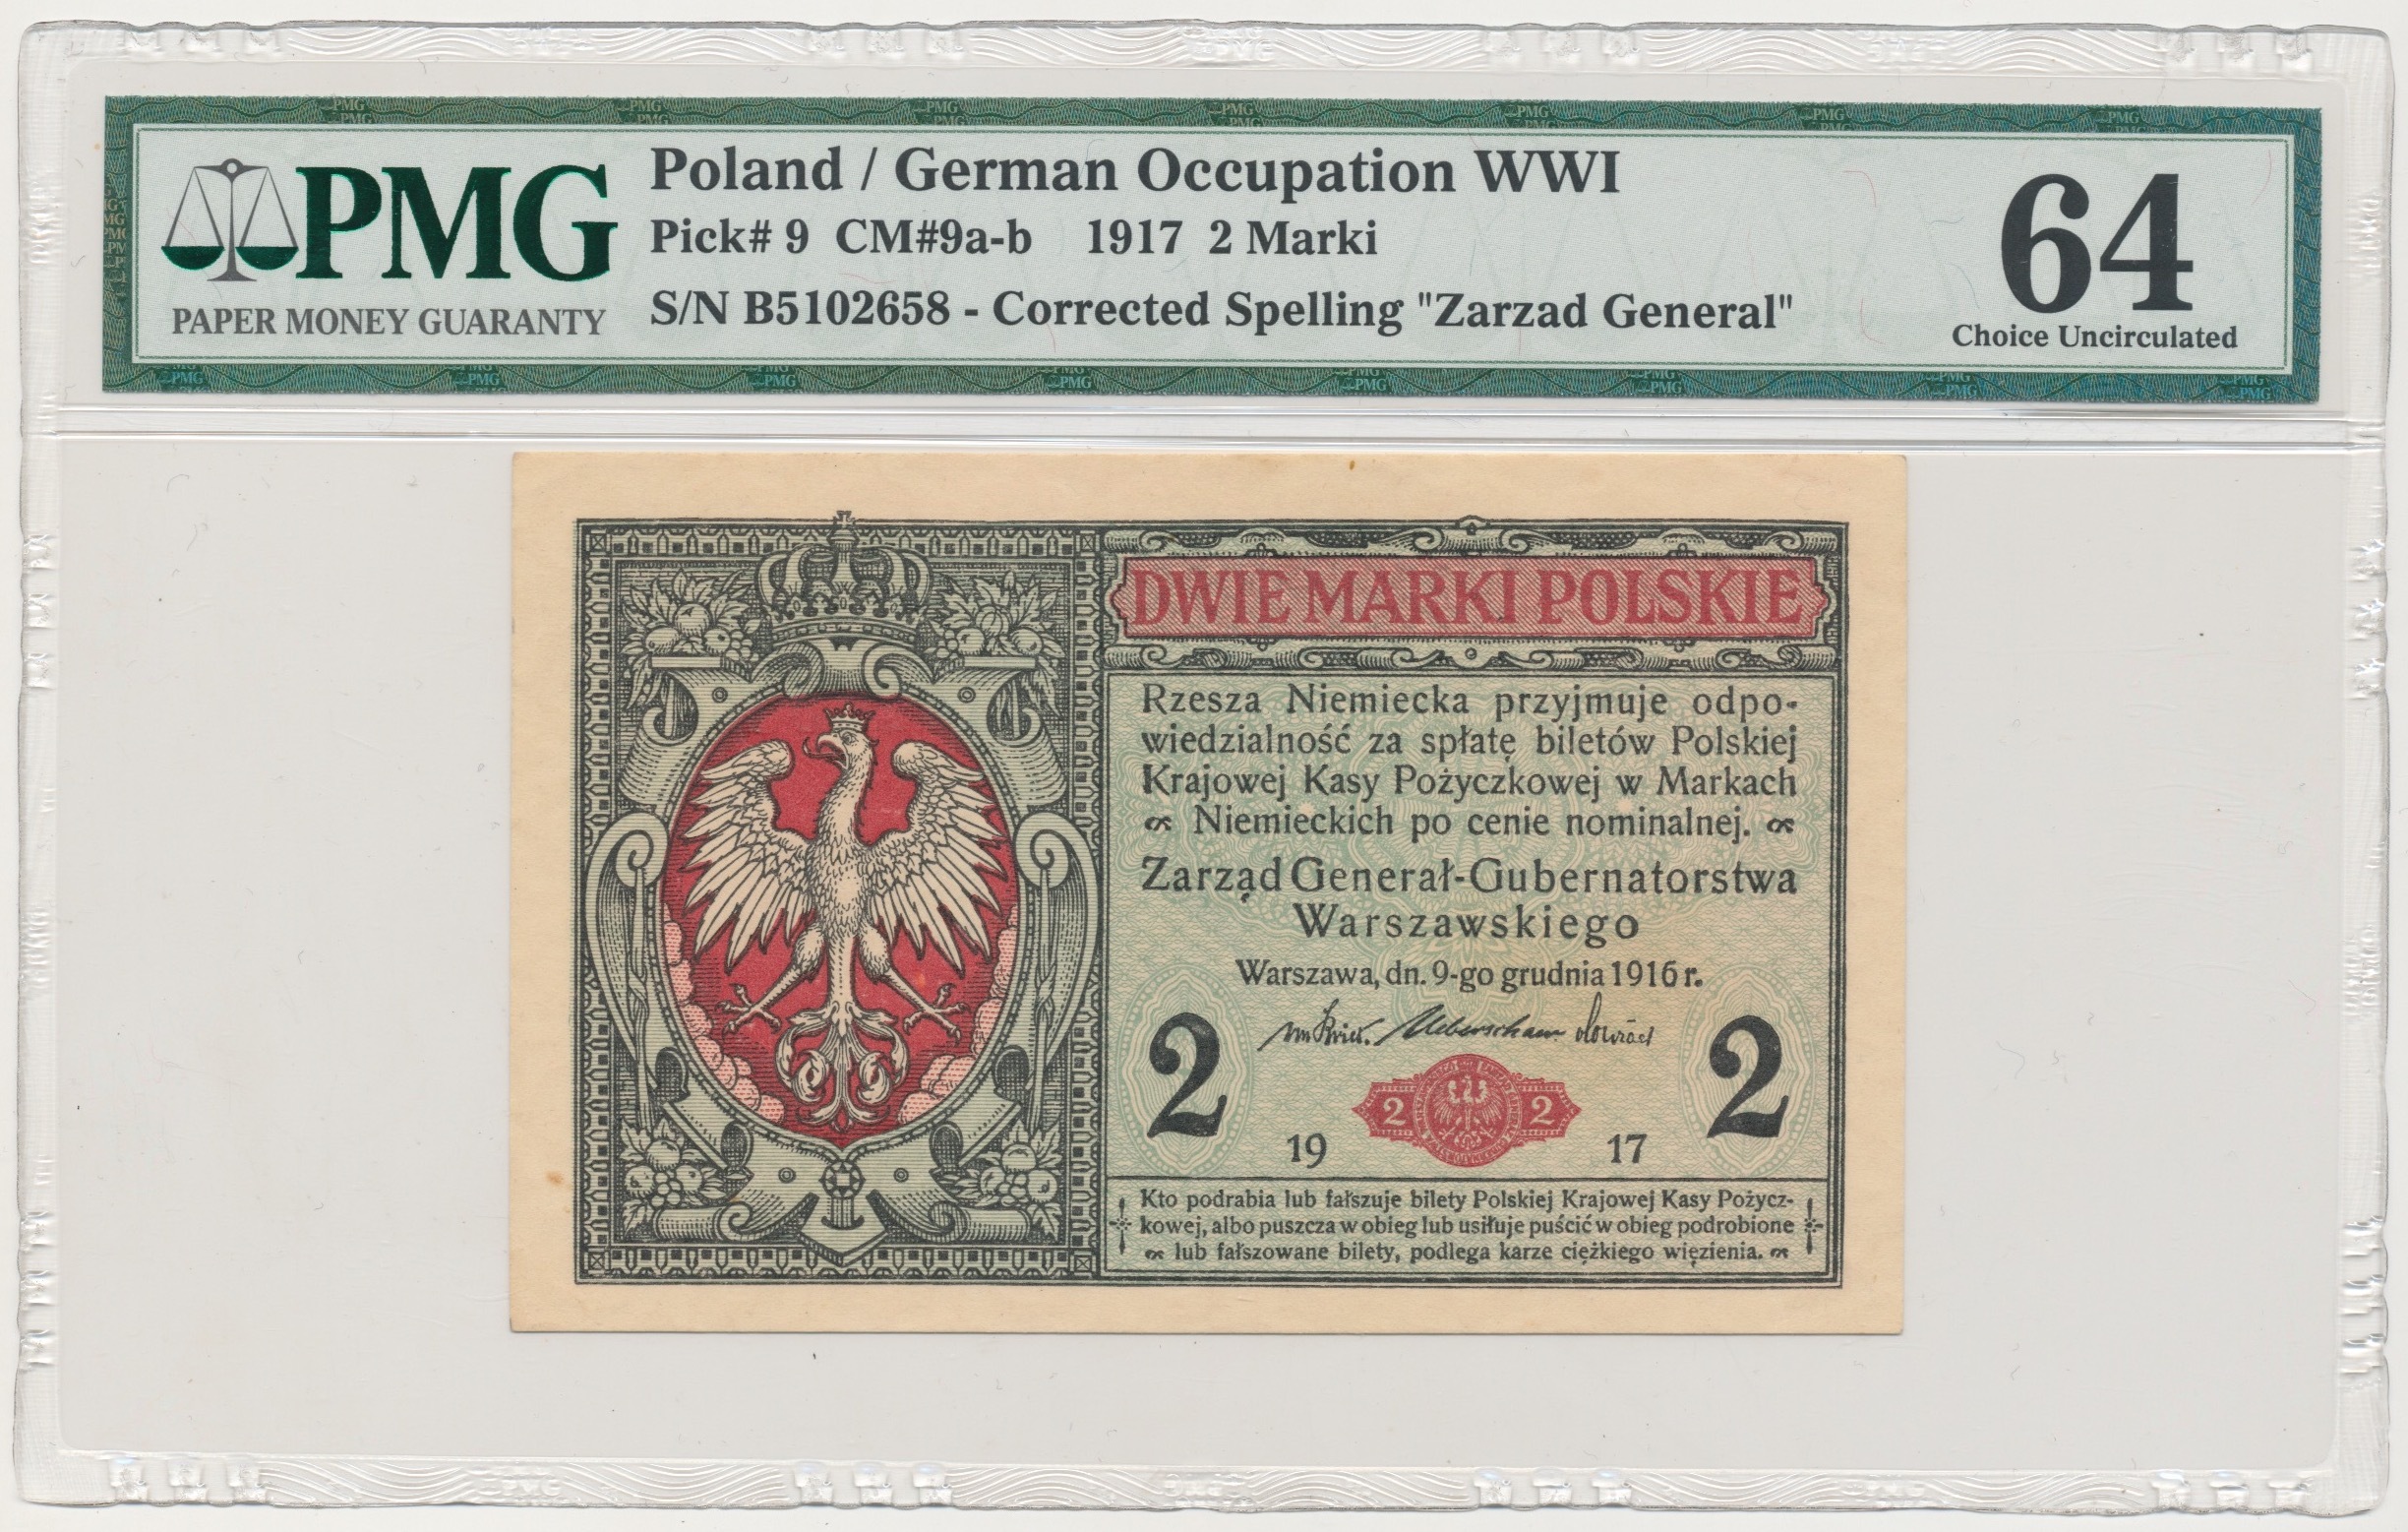 PMG
PAPER MONEY GUARANTY
Poland / German Occupation WWI
Pick# 9 CM#9a-b 1917 2 Marki
S/N B5102658 - Corrected Spelling "Zarzad General"
64
Choice Uncirculated
DWIE MARKI POLSKIE
Rzesza Niemiecka przyjmuje odpo-
wiedzialność za spłatę biletów Polskiej
Krajowej Kasy Pożyczkowej w Markach
Niemieckich po cenie nominalnej.
Zarząd Generał-Gubernatorstwa
Warszawskiego
Warszawa, dn. 9-go grudnia 1916 r.
2 2 2 2
19 17
Kto podrabia lub fałszuje bilety Polskiej Krajowej Kasy Pożycz-
kowej, albo puszcza w obieg lub usiłuje puścić w obieg podrobione
lub fałszowane bilety, podlega karze ciężkiego więzienia.